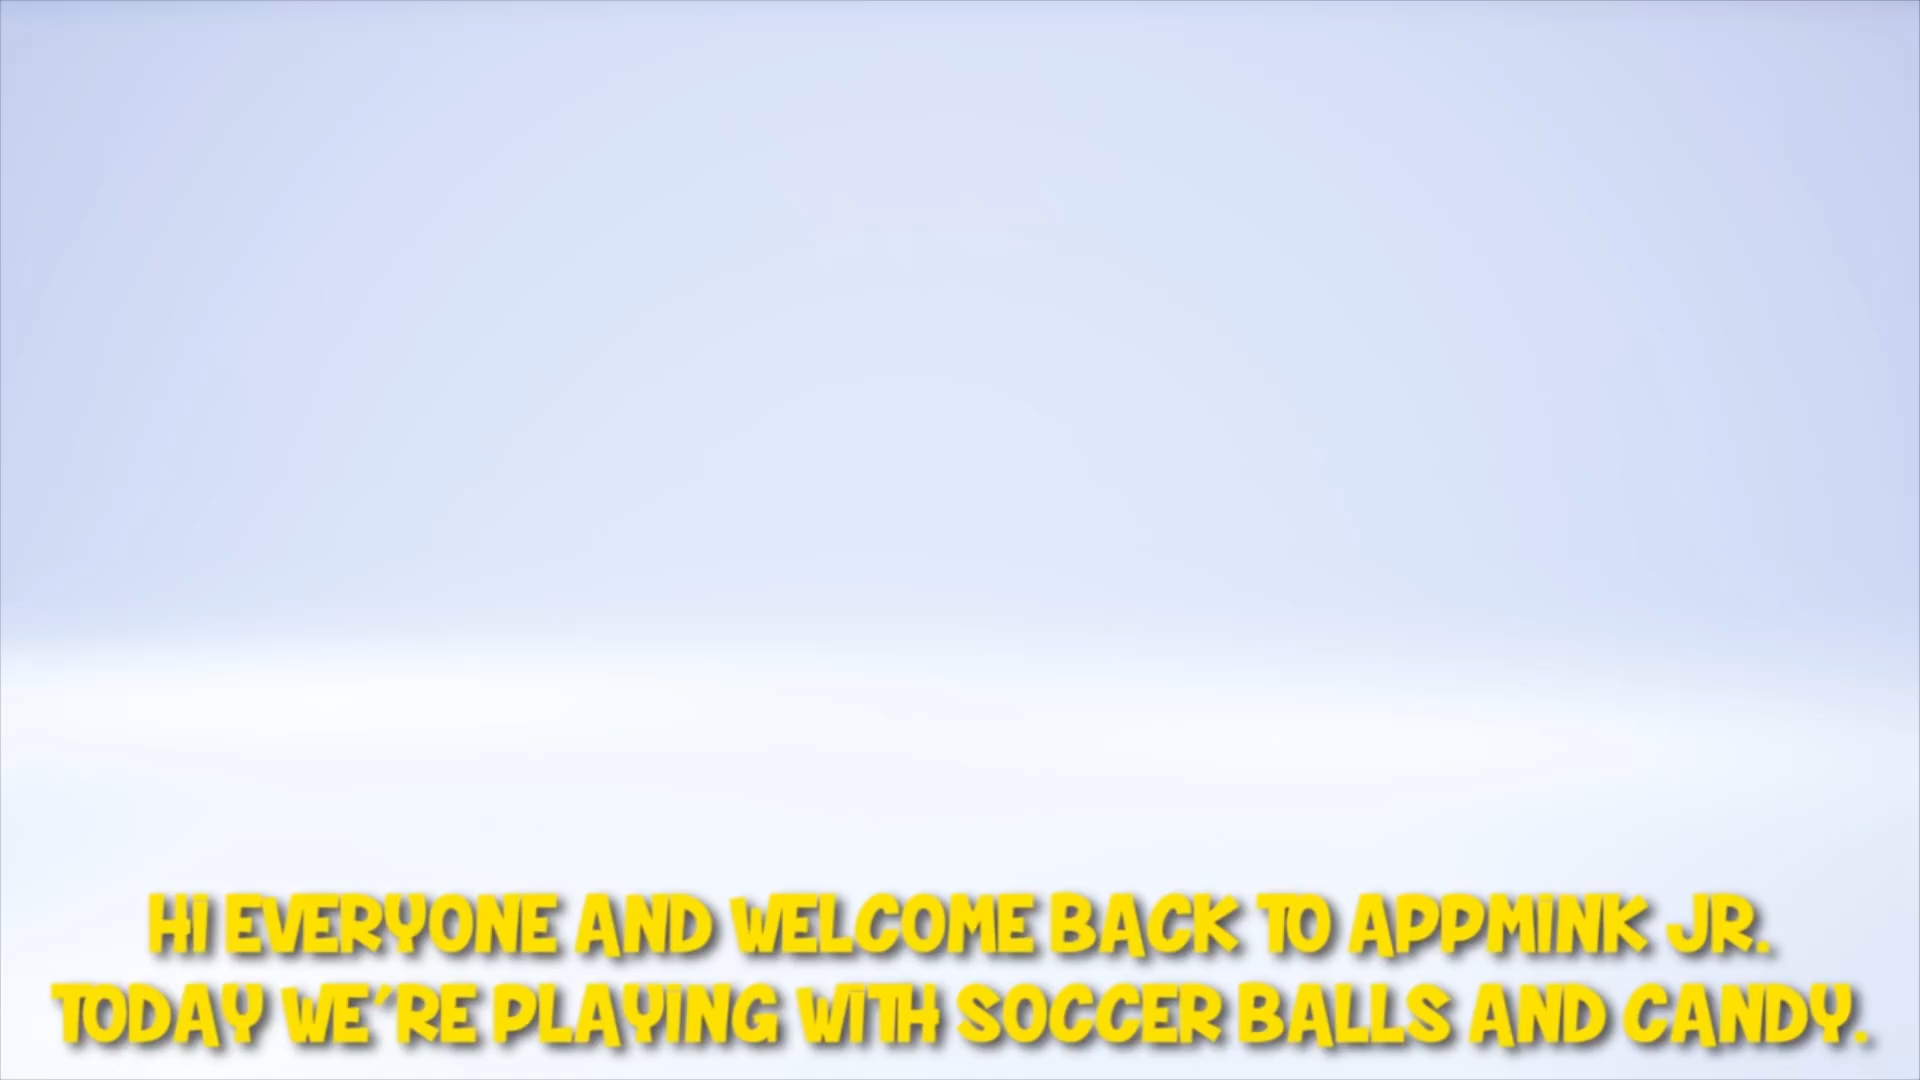 HI EVERYONE AND WELCOME BACK TO APPMINK JR.
TODAY WE'RE PLAYING WITH SOCCER BALLS AND CANDY.